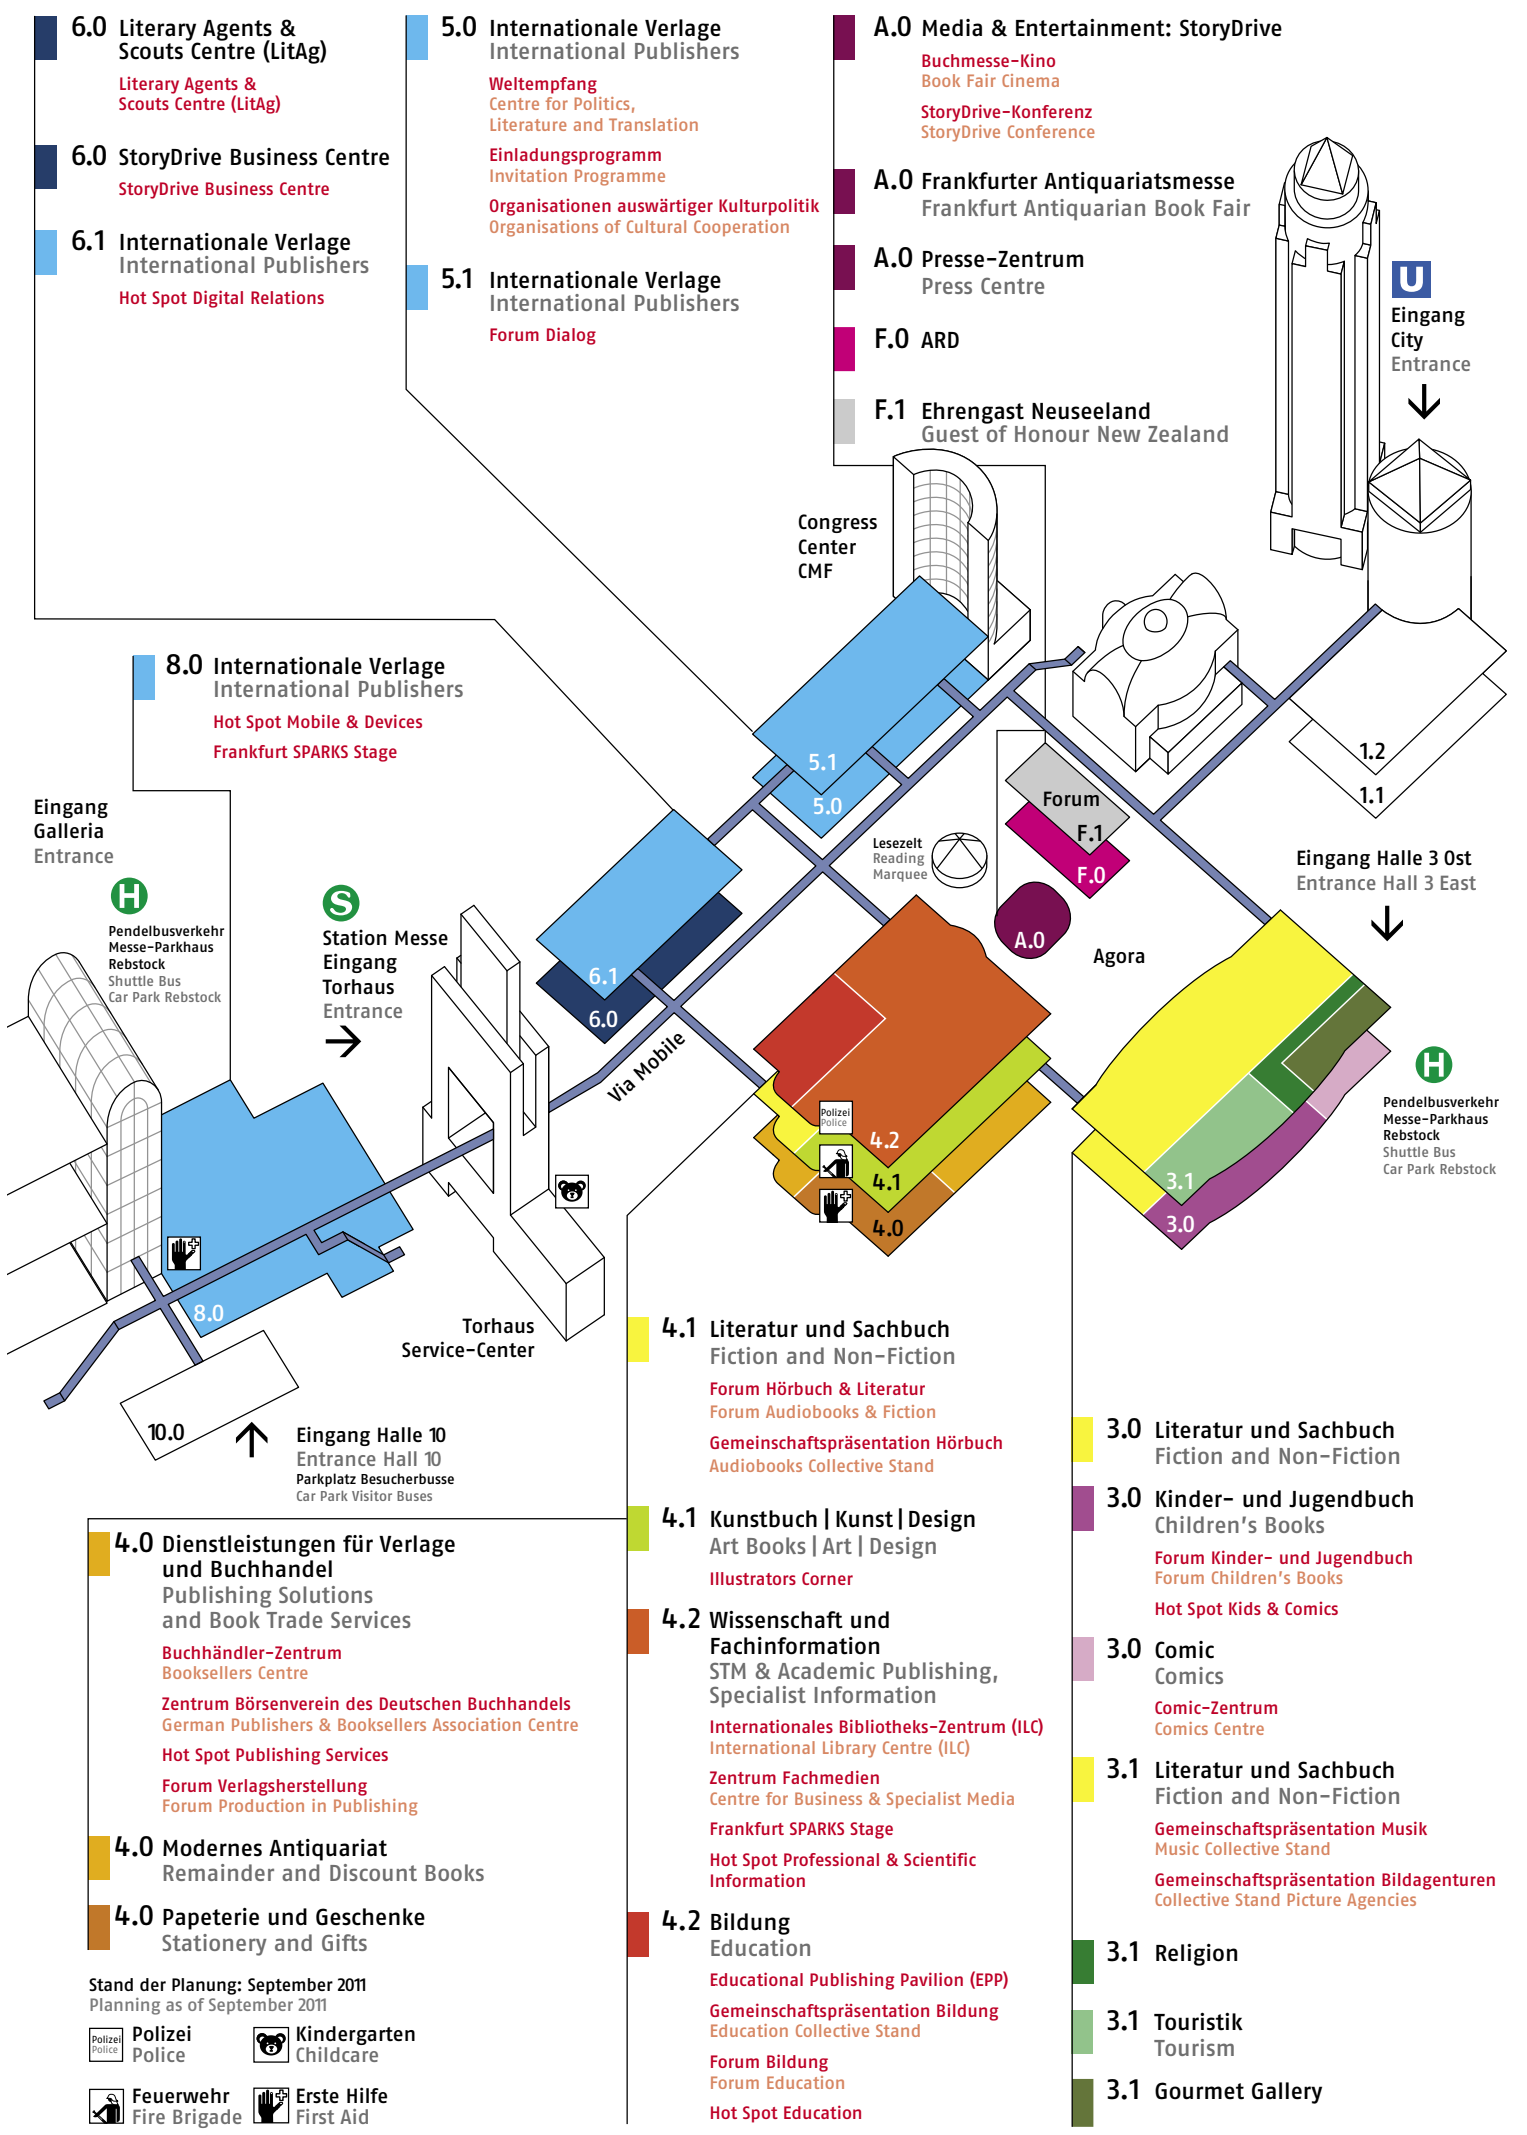 6.0 Literary Agents &
Scouts Centre (LitAg)
Literary Agents &
Scouts Centre (LitAg)
6.0 StoryDrive Business Centre
StoryDrive Business Centre
6.1 Internationale Verlage
International Publishers
Hot Spot Digital Relations
5.0 Internationale Verlage
International Publishers
Weltempfang
Centre for Politics,
Literature and Translation
Einladungsprogramm
Invitation Programme
Organisationen auswärtiger Kulturpolitik
Organisations of Cultural Cooperation
5.1 Internationale Verlage
International Publishers
Forum Dialog
A.0 Media & Entertainment: StoryDrive
Buchmesse-Kino
Book Fair Cinema
StoryDrive-Konferenz
StoryDrive Conference
A.0 Frankfurter Antiquariatsmesse
Frankfurt Antiquarian Book Fair
A.0 Presse-Zentrum
Press Centre
F.0 ARD
F.1 Ehrengast Neuseeland
Guest of Honour New Zealand
U
Eingang
City
Entrance
Congress
Center
CMF
8.0 Internationale Verlage
International Publishers
Hot Spot Mobile & Devices
Frankfurt SPARKS Stage
5.1
5.0
1.2
1.1
Forum
F.1
F.0
Lesezelt
Reading
Marquee
A.0
Agora
Eingang Halle 3 Ost
Entrance Hall 3 East
Eingang
Galleria
Entrance
H
Pendelbusverkehr
Messe-Parkhaus
Rebstock
Shuttle Bus
Car Park Rebstock
S
Station Messe
Eingang
Torhaus
Entrance
6.1
6.0
Via Mobile
H
Pendelbusverkehr
Messe-Parkhaus
Rebstock
Shuttle Bus
Car Park Rebstock
Polizei
Police
4.2
4.1
4.0
3.1
3.0
8.0
Torhaus
Service-Center
10.0
Eingang Halle 10
Entrance Hall 10
Parkplatz Besucherbusse
Car Park Visitor Buses
4.0 Dienstleistungen für Verlage
und Buchhandel
Publishing Solutions
and Book Trade Services
Buchhändler-Zentrum
Booksellers Centre
Zentrum Börsenverein des Deutschen Buchhandels
German Publishers & Booksellers Association Centre
Hot Spot Publishing Services
Forum Verlagsherstellung
Forum Production in Publishing
4.0 Modernes Antiquariat
Remainder and Discount Books
4.0 Papeterie und Geschenke
Stationery and Gifts
Stand der Planung: September 2011
Planning as of September 2011
Polizei
Police
Polizei
Police
Kindergarten
Childcare
Feuerwehr
Fire Brigade
Erste Hilfe
First Aid
4.1 Literatur und Sachbuch
Fiction and Non-Fiction
Forum Hörbuch & Literatur
Forum Audiobooks & Fiction
Gemeinschaftspräsentation Hörbuch
Audiobooks Collective Stand
4.1 Kunstbuch | Kunst | Design
Art Books | Art | Design
Illustrators Corner
4.2 Wissenschaft und
Fachinformation
STM & Academic Publishing,
Specialist Information
Internationales Bibliotheks-Zentrum (ILC)
International Library Centre (ILC)
Zentrum Fachmedien
Centre for Business & Specialist Media
Frankfurt SPARKS Stage
Hot Spot Professional & Scientific
Information
4.2 Bildung
Education
Educational Publishing Pavilion (EPP)
Gemeinschaftspräsentation Bildung
Education Collective Stand
Forum Bildung
Forum Education
Hot Spot Education
3.0 Literatur und Sachbuch
Fiction and Non-Fiction
3.0 Kinder- und Jugendbuch
Children's Books
Forum Kinder- und Jugendbuch
Forum Children's Books
Hot Spot Kids & Comics
3.0 Comic
Comics
Comic-Zentrum
Comics Centre
3.1 Literatur und Sachbuch
Fiction and Non-Fiction
Gemeinschaftspräsentation Musik
Music Collective Stand
Gemeinschaftspräsentation Bildagenturen
Collective Stand Picture Agencies
3.1 Religion
3.1 Touristik
Tourism
3.1 Gourmet Gallery